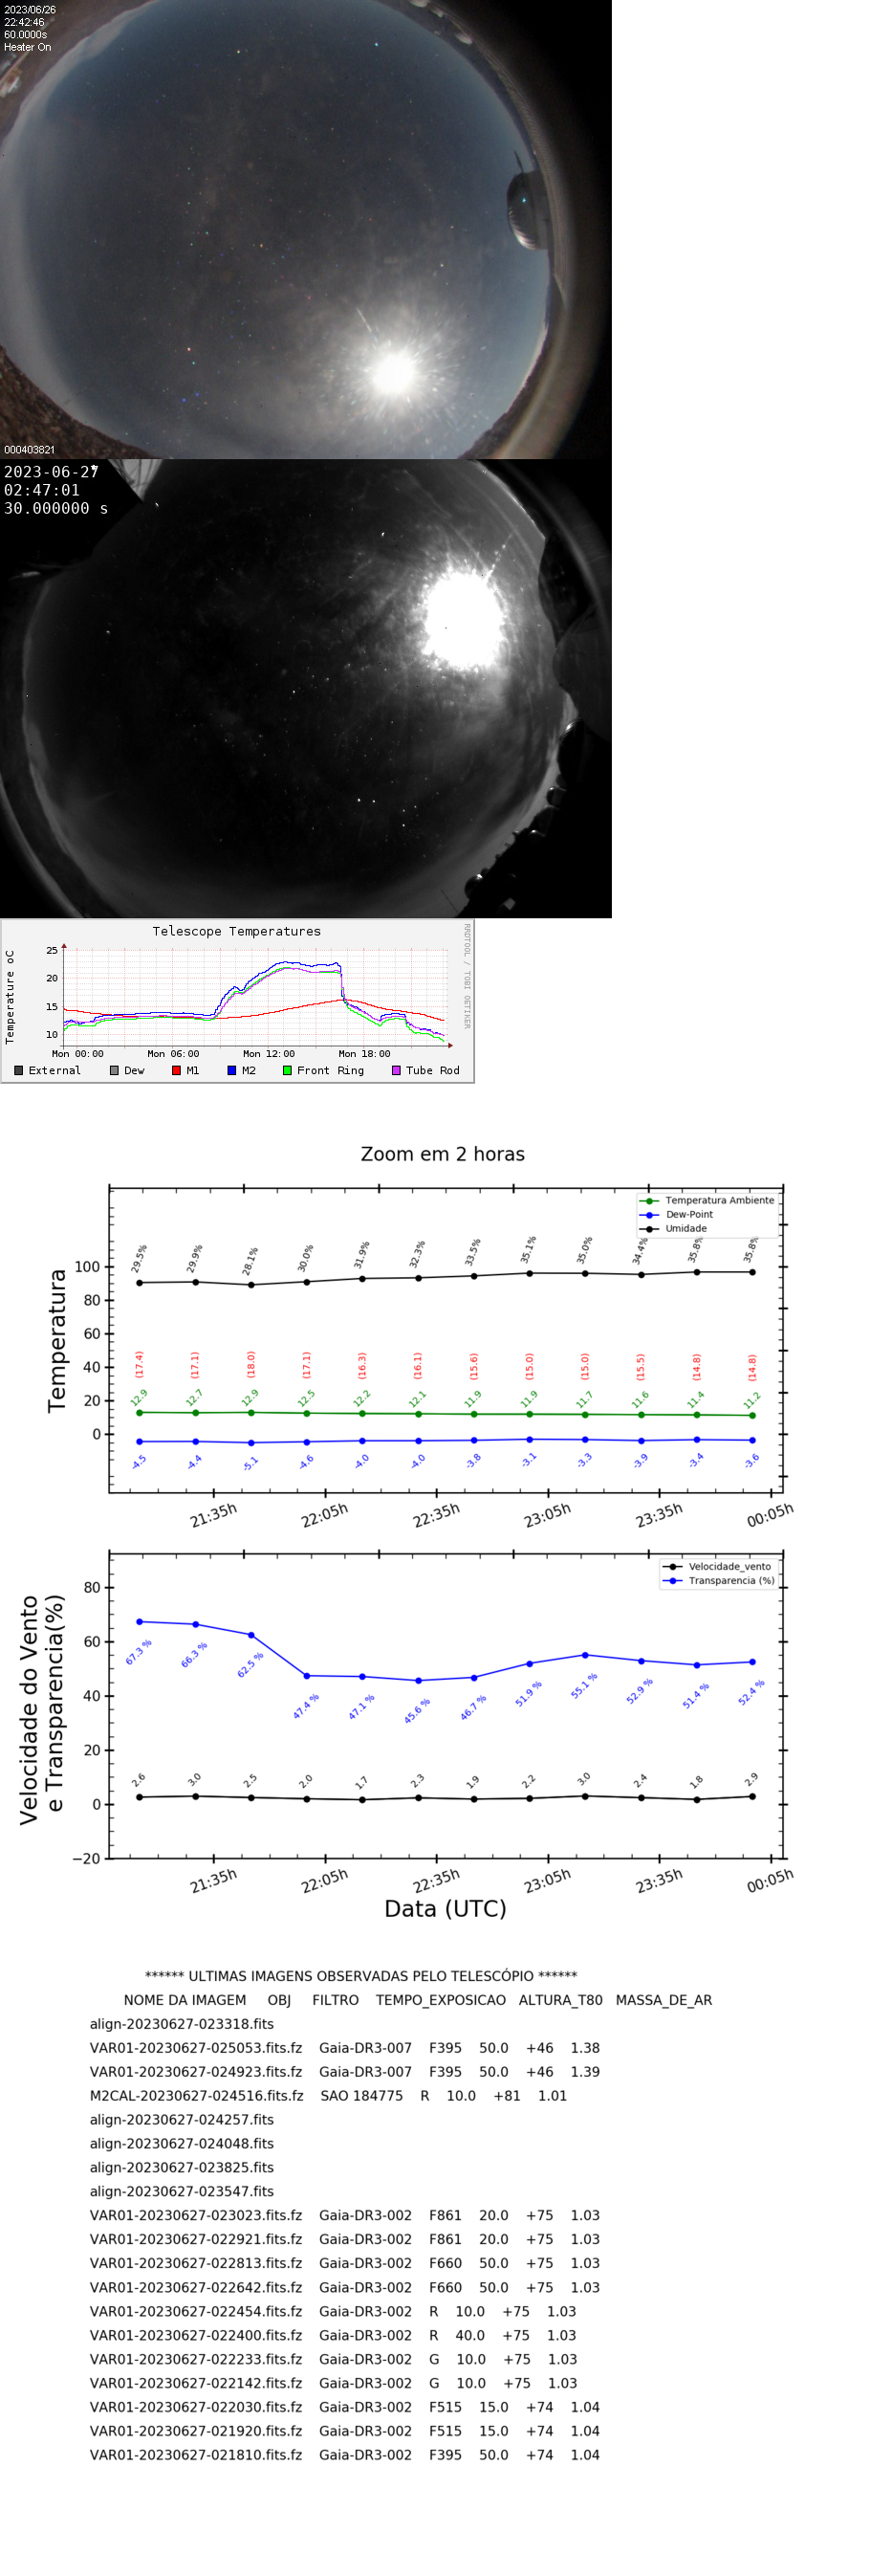 2023/06/26
22:42:46
60.0000s
Heater On
000403821
2023-06-27
02:47:01
30.000000 s
Telescope Temperatures
RRDTOOL / TOBI OETIKER
Temperature oC
25
20
15
10
Mon 00:00 Mon 06:00 Mon 12:00 Mon 18:00
External Dew M1 M2 Front Ring Tube Rod
Zoom em 2 horas
Temperatura Ambiente
Dew-Point
Umidade
29.5% 29.9% 28.1% 30.0% 31.9% 32.3% 33.5% 35.1% 35.0% 34.4% 35.8% 35.8%
Temperatura
100
80
60
40
20
0
(17.4) (17.1) (18.0) (17.1) (16.3) (16.1) (15.6) (15.0) (15.0) (15.5) (14.8) (14.8)
12.9 12.7 12.9 12.5 12.2 12.1 11.9 11.9 11.7 11.6 11.4 11.2
-4.5 -4.4 -5.1 -4.6 -4.0 -4.0 -3.8 -3.1 -3.3 -3.9 -3.4 -3.6
21:35h 22:05h 22:35h 23:05h 23:35h 00:05h
Velocidade_vento
Transparencia (%)
Velocidade do Vento
e Transparencia(%)
80
60
40
20
0
−20
67.3 % 66.3 % 62.5 % 47.4 % 47.1 % 45.6 % 46.7 % 51.9 % 55.1 % 52.9 % 51.4 % 52.4 %
2.6 3.0 2.5 2.0 1.7 2.3 1.9 2.2 3.0 2.4 1.8 2.9
21:35h 22:05h 22:35h 23:05h 23:35h 00:05h
Data (UTC)
****** ULTIMAS IMAGENS OBSERVADAS PELO TELESCÓPIO ******
NOME DA IMAGEM OBJ FILTRO TEMPO_EXPOSICAO ALTURA_T80 MASSA_DE_AR
align-20230627-023318.fits
VAR01-20230627-025053.fits.fz Gaia-DR3-007 F395 50.0 +46 1.38
VAR01-20230627-024923.fits.fz Gaia-DR3-007 F395 50.0 +46 1.39
M2CAL-20230627-024516.fits.fz SAO 184775 R 10.0 +81 1.01
align-20230627-024257.fits
align-20230627-024048.fits
align-20230627-023825.fits
align-20230627-023547.fits
VAR01-20230627-023023.fits.fz Gaia-DR3-002 F861 20.0 +75 1.03
VAR01-20230627-022921.fits.fz Gaia-DR3-002 F861 20.0 +75 1.03
VAR01-20230627-022813.fits.fz Gaia-DR3-002 F660 50.0 +75 1.03
VAR01-20230627-022642.fits.fz Gaia-DR3-002 F660 50.0 +75 1.03
VAR01-20230627-022454.fits.fz Gaia-DR3-002 R 10.0 +75 1.03
VAR01-20230627-022400.fits.fz Gaia-DR3-002 R 40.0 +75 1.03
VAR01-20230627-022233.fits.fz Gaia-DR3-002 G 10.0 +75 1.03
VAR01-20230627-022142.fits.fz Gaia-DR3-002 G 10.0 +75 1.03
VAR01-20230627-022030.fits.fz Gaia-DR3-002 F515 15.0 +74 1.04
VAR01-20230627-021920.fits.fz Gaia-DR3-002 F515 15.0 +74 1.04
VAR01-20230627-021810.fits.fz Gaia-DR3-002 F395 50.0 +74 1.04